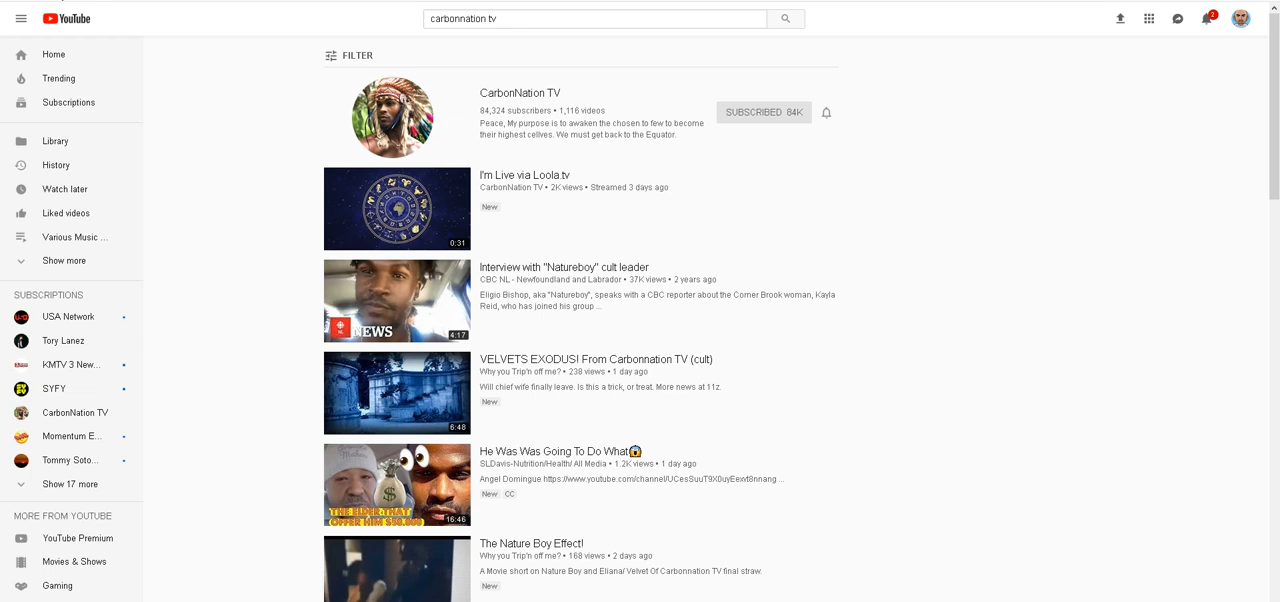 YouTube
carbonnation tv
2
Home
Trending
Subscriptions
Library
History
Watch later
Liked videos
Various Music ...
Show more
SUBSCRIPTIONS
USA Network
Tory Lanez
KMTV 3 New...
SYFY
CarbonNation TV
Momentum E...
Tommy Soto...
Show 17 more
MORE FROM YOUTUBE
YouTube Premium
Movies & Shows
Gaming
FILTER
CarbonNation TV
84,324 subscribers • 1,116 videos
Peace, My purpose is to awaken the chosen to few to become
their highest cellves. We must get back to the Equator.
SUBSCRIBED 84K
0:31
I'm Live via Loola.tv
CarbonNation TV • 2K views • Streamed 3 days ago
New
NL
NEWS
4:17
Interview with "Natureboy" cult leader
CBC NL - Newfoundland and Labrador • 37K views • 2 years ago
Eligio Bishop, aka "Natureboy", speaks with a CBC reporter about the Corner Brook woman, Kayla
Reid, who has joined his group ...
6:48
VELVETS EXODUS! From Carbonnation TV (cult)
Why you Trip'n off me? • 238 views • 1 day ago
Will chief wife finally leave. Is this a trick, or treat. More news at 11z.
New
THE ELDER THAT
OFFER HIM $50.000
16:46
He Was Was Going To Do What😱
SLDavis-Nutrition/Health/ All Media • 1.2K views • 1 day ago
Angel Domingue https://www.youtube.com/channel/UCesSuuT9X0uyEexvt8nnang ...
New CC
The Nature Boy Effect!
Why you Trip'n off me? • 168 views • 2 days ago
A Movie short on Nature Boy and Eliana/ Velvet Of Carbonnation TV final straw.
New